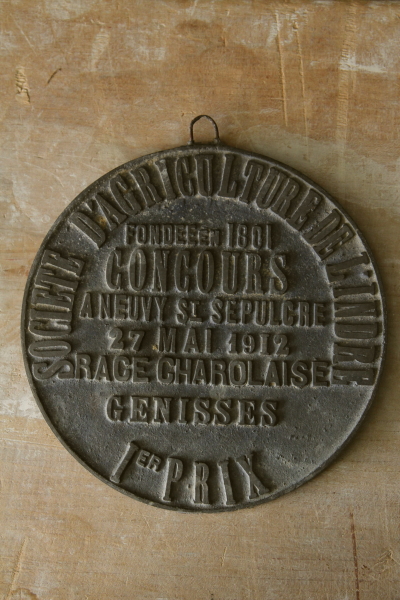 SOCIETE D'AGRICULTURE DE L'INDRE
FONDEE EN 1801
CONCOURS
A NEUVY ST SEPULCRE
27 MAI 1912
RACE CHAROLAISE
GENISSES
1ER PRIX